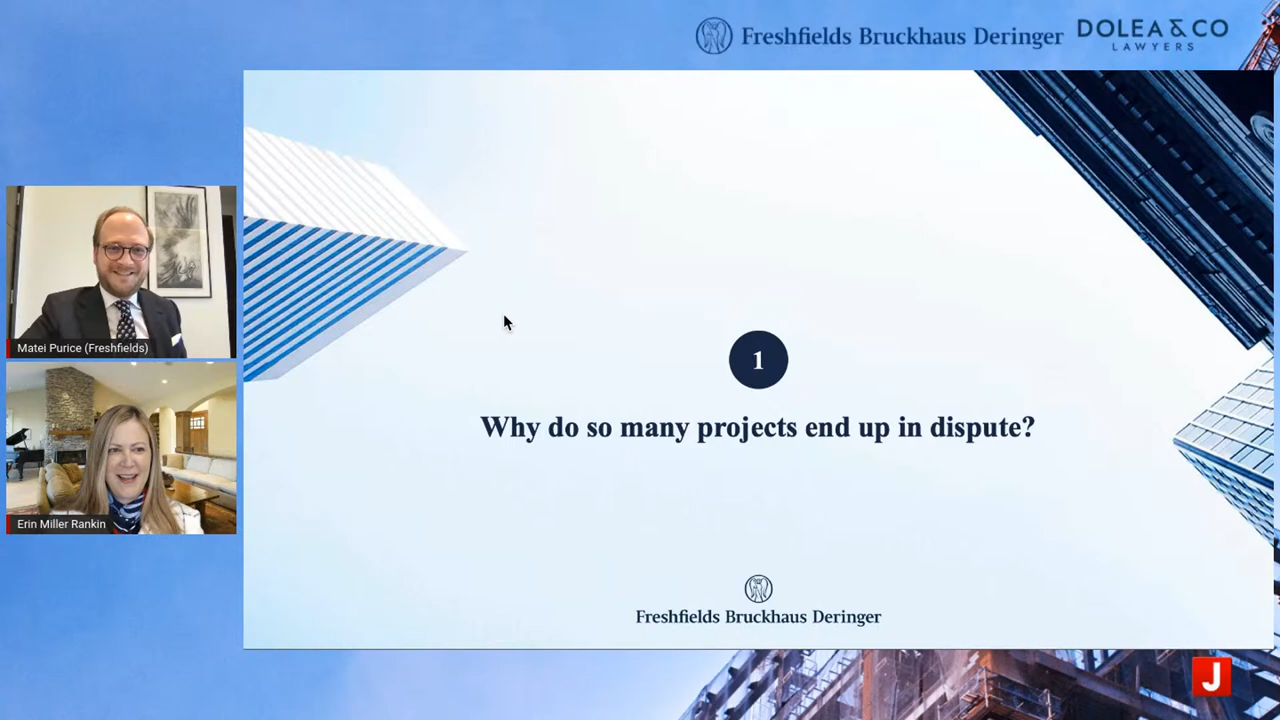 Freshfields Bruckhaus Deringer
DOLEA & CO
LAWYERS
Matei Purice (Freshfields)
Erin Miller Rankin
1
Why do so many projects end up in dispute?
Freshfields Bruckhaus Deringer
J